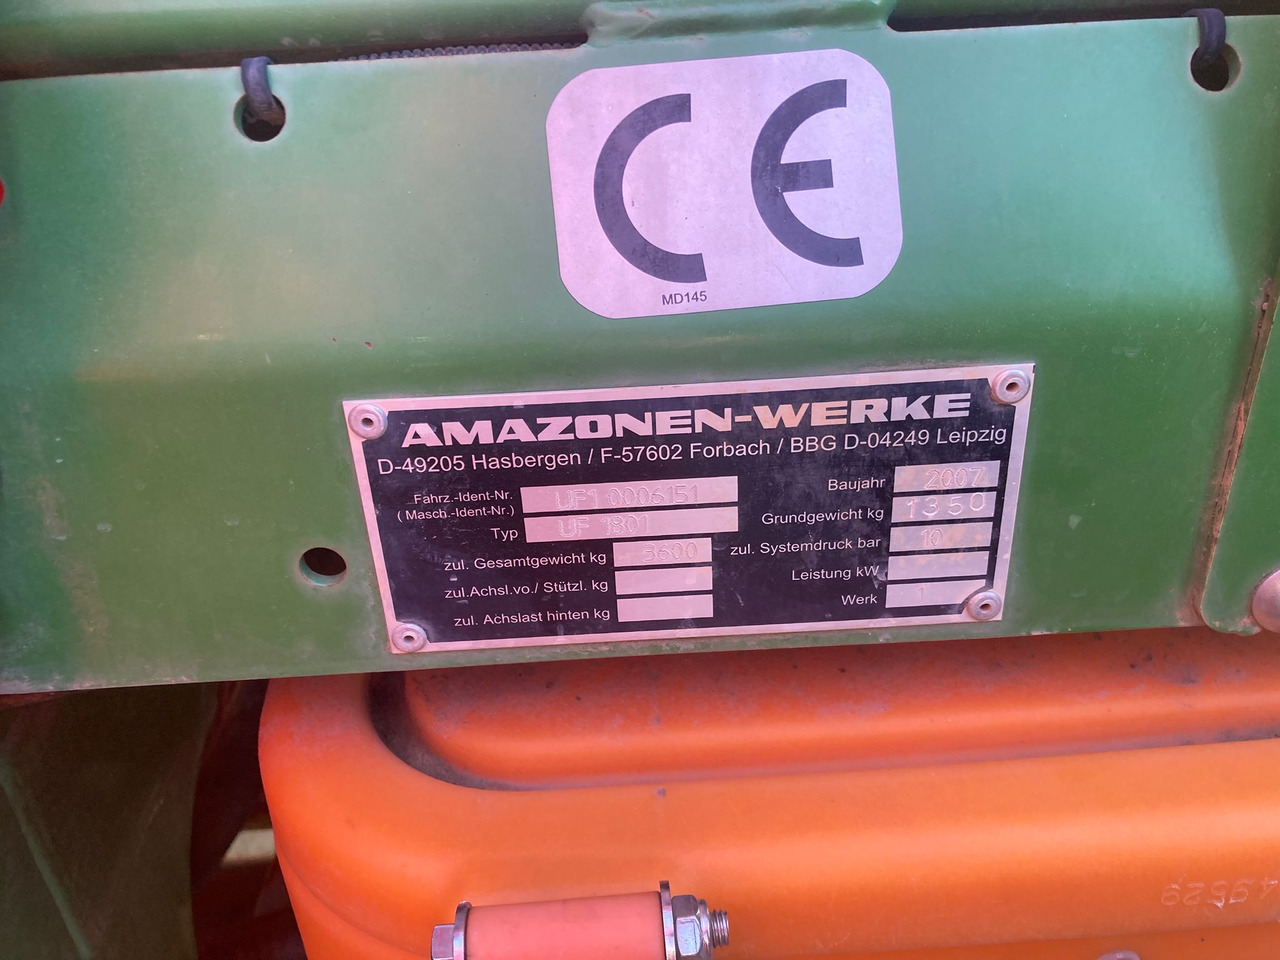 CE
MD145
AMAZONEN-WERKE
D-49205 Hasbergen / F-57602 Forbach / BBG D-04249 Leipzig
Fahrz.-Ident-Nr. UF1 0006151
( Masch.-Ident-Nr.)
Typ UF 1801
zul. Gesamtgewicht kg 3600
zul.Achsl.vo./ Stützl. kg
zul. Achslast hinten kg
Baujahr 2007
Grundgewicht kg 1350
zul. Systemdruck bar 10
Leistung kW
Werk 1